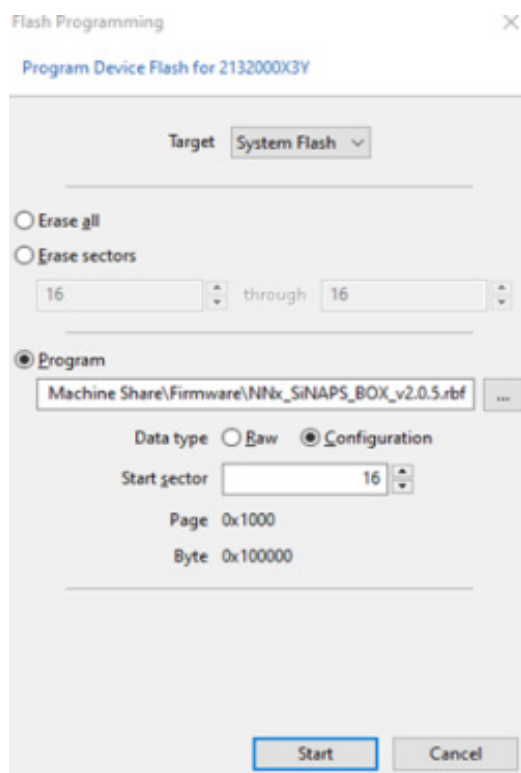 Flash Programming
Program Device Flash for 2132000X3Y
Target System Flash
Erase all
Erase sectors
16 through 16
Program
Machine Share\Firmware\NNx_SiNAPS_BOX_v2.0.5.rbf ...
Data type Raw Configuration
Start sector 16
Page 0x1000
Byte 0x100000
Start Cancel